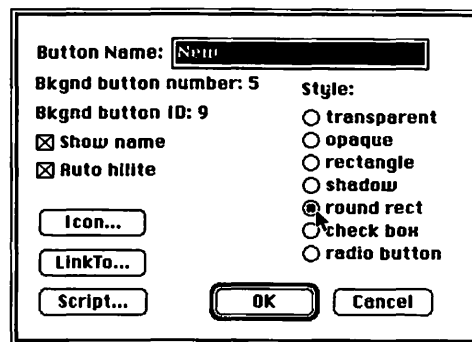 Button Name: New
Bkgnd button number: 5
Bkgnd button ID: 9
Show name
Auto hilite
Style:
transparent
opaque
rectangle
shadow
round rect
check box
radio button
Icon...
LinkTo...
Script...
OK
Cancel